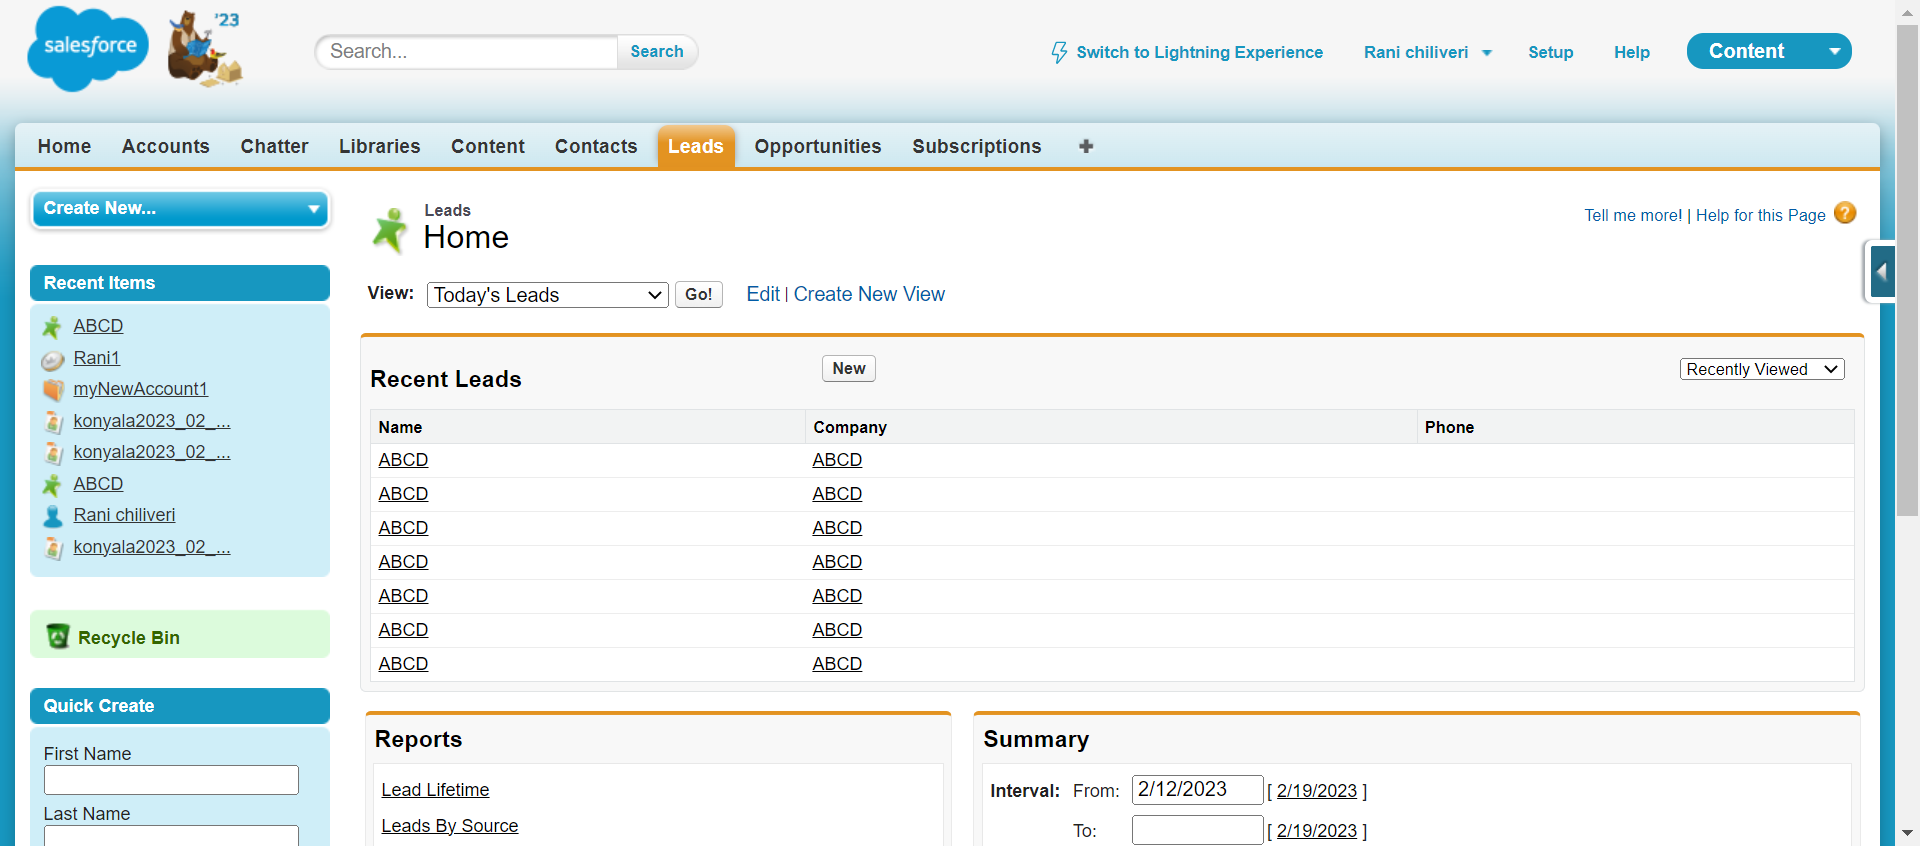 salesforce
'23
Search...
Search
Switch to Lightning Experience
Rani chiliveri
Setup
Help
Content
Home Accounts Chatter Libraries Content Contacts Leads Opportunities Subscriptions
Create New...
Recent Items
ABCD
Rani1
myNewAccount1
konyala2023_02_...
konyala2023_02_...
ABCD
Rani chiliveri
konyala2023_02_...
Recycle Bin
Quick Create
First Name
Last Name
Leads
Home
Tell me more! | Help for this Page ?
View: Today's Leads Go! Edit | Create New View
Recent Leads New Recently Viewed
Name Company Phone
ABCD ABCD
ABCD ABCD
ABCD ABCD
ABCD ABCD
ABCD ABCD
ABCD ABCD
ABCD ABCD
Reports
Lead Lifetime
Leads By Source
Summary
Interval: From: 2/12/2023 [ 2/19/2023 ]
To: [ 2/19/2023 ]